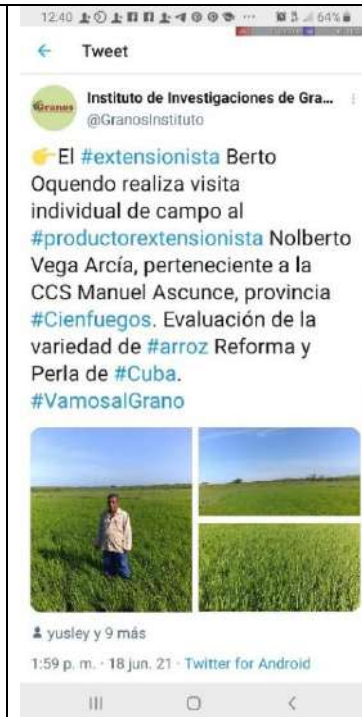 12:40
64%
Tweet
Granos
Instituto de Investigaciones de Gra...
@GranosInstituto
👉El #extensionista Berto
Oquendo realiza visita
individual de campo al
#productorextensionista Nolberto
Vega Arcía, perteneciente a la
CCS Manuel Ascunce, provincia
#Cienfuegos. Evaluación de la
variedad de #arroz Reforma y
Perla de #Cuba.
#VamosalGrano
yusley y 9 más
1:59 p. m. · 18 jun. 21 · Twitter for Android